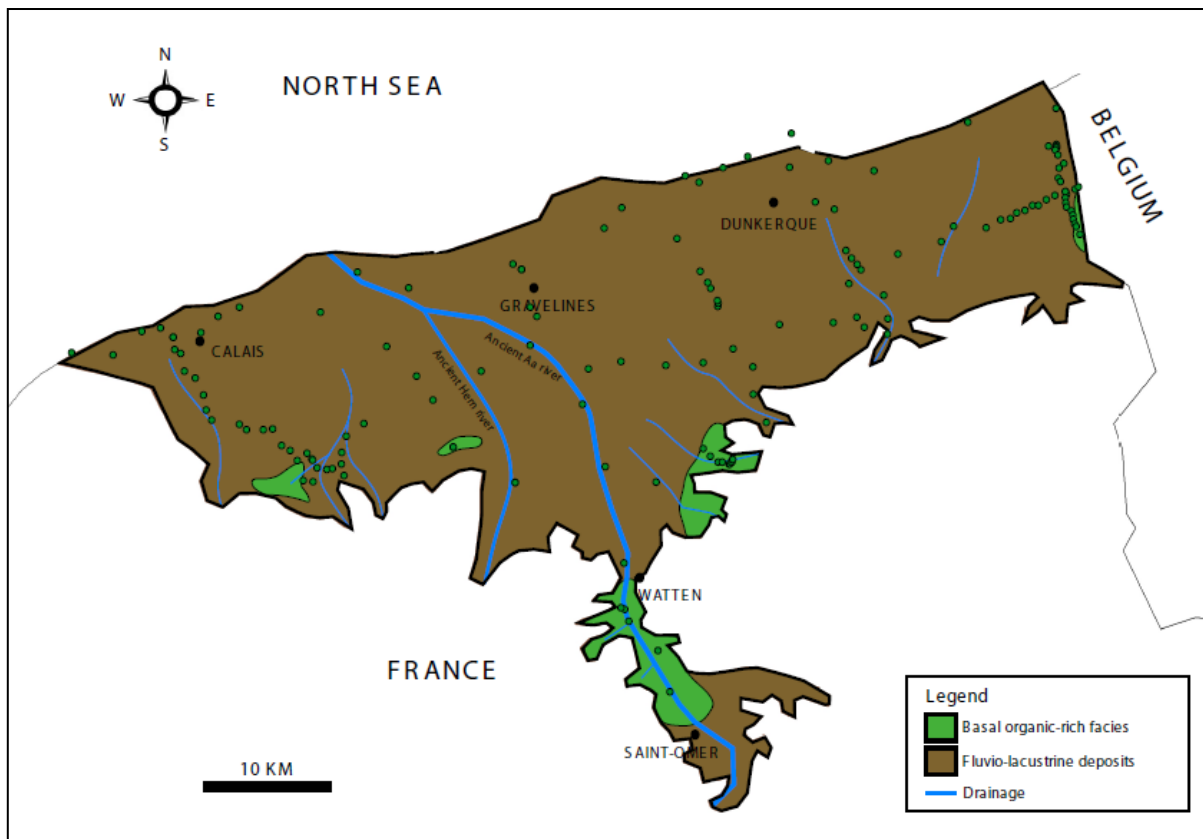 N
NORTH SEA
W E
S
BELGIUM
DUNKERQUE
GRAVELINES
CALAIS
Ancient Aa river
Ancient Hem river
WATTEN
FRANCE
SAINT-OMER
10 KM
Legend
Basal organic-rich facies
Fluvio-lacustrine deposits
Drainage